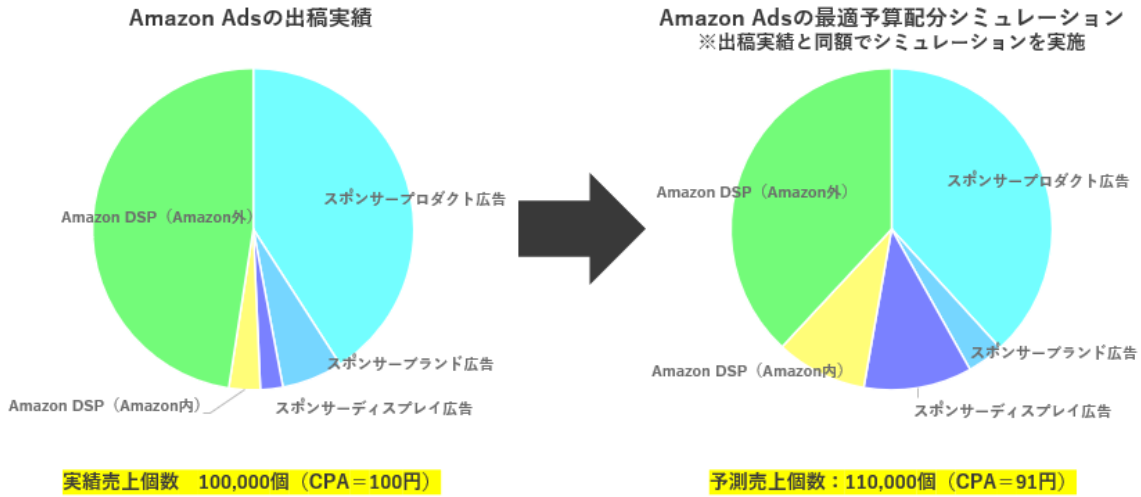 Amazon Adsの出稿実績
スポンサープロダクト広告
Amazon DSP（Amazon外）
スポンサーブランド広告
Amazon DSP（Amazon内）
スポンサーディスプレイ広告
実績売上個数　100,000個（CPA＝100円）
Amazon Adsの最適予算配分シミュレーション
※出稿実績と同額でシミュレーションを実施
スポンサープロダクト広告
Amazon DSP（Amazon外）
スポンサーブランド広告
Amazon DSP（Amazon内）
スポンサーディスプレイ広告
予測売上個数：110,000個（CPA＝91円）